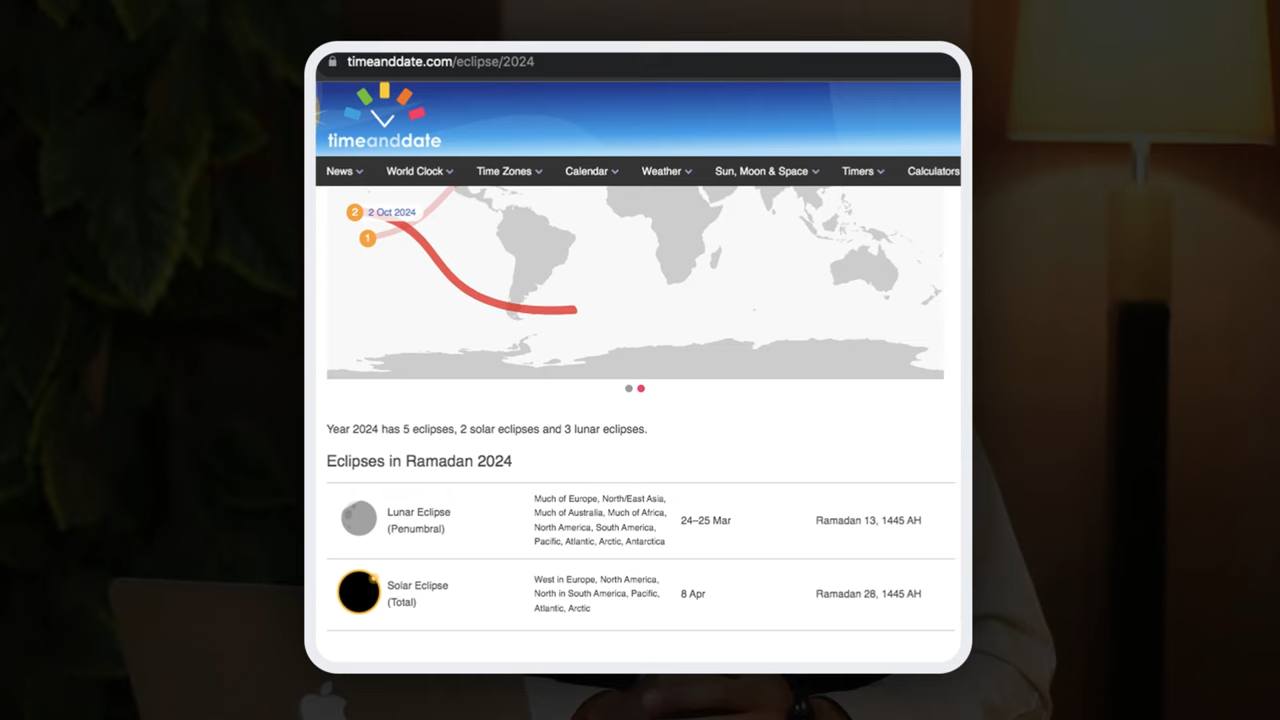 timeanddate.com/eclipse/2024
timeanddate
News World Clock Time Zones Calendar Weather Sun, Moon & Space Timers Calculators
2 2 Oct 2024
1
Year 2024 has 5 eclipses, 2 solar eclipses and 3 lunar eclipses.
Eclipses in Ramadan 2024
Lunar Eclipse
(Penumbral)
Much of Europe, North/East Asia,
Much of Australia, Much of Africa,
North America, South America,
Pacific, Atlantic, Arctic, Antarctica
24–25 Mar
Ramadan 13, 1445 AH
Solar Eclipse
(Total)
West in Europe, North America,
North in South America, Pacific,
Atlantic, Arctic
8 Apr
Ramadan 28, 1445 AH